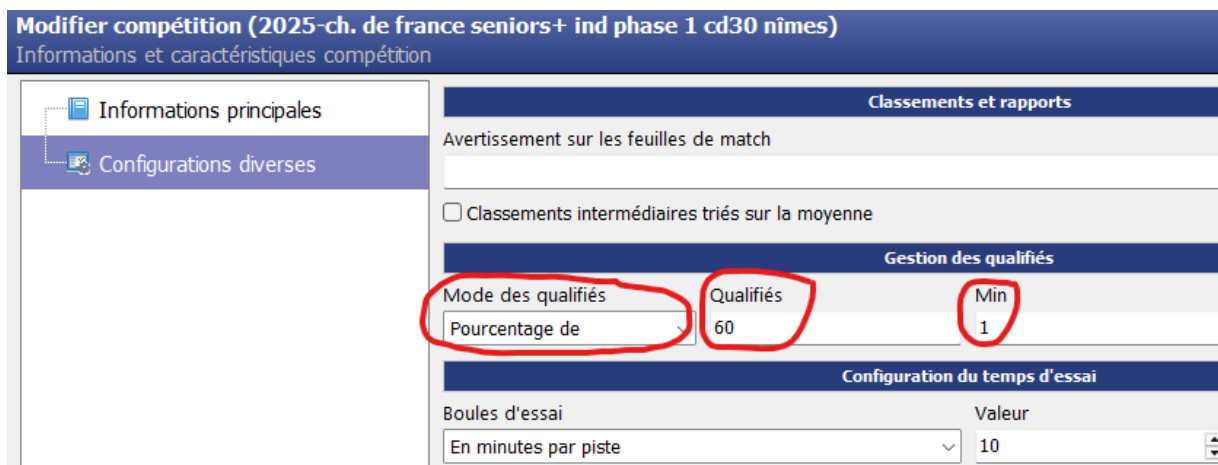 Modifier compétition (2025-ch. de france seniors+ ind phase 1 cd30 nîmes)
Informations et caractéristiques compétition
Informations principales
Configurations diverses
Classements et rapports
Avertissement sur les feuilles de match
Classements intermédiaires triés sur la moyenne
Gestion des qualifiés
Mode des qualifiés Qualifiés Min
Pourcentage de 60 1
Configuration du temps d'essai
Boules d'essai Valeur
En minutes par piste 10